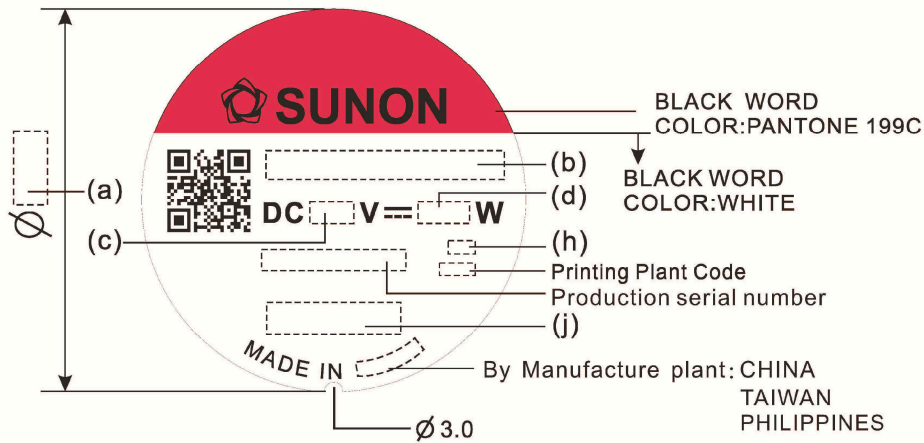 SUNON
BLACK WORD
COLOR:PANTONE 199C
(b)
BLACK WORD
COLOR:WHITE
(a)
(d)
DC V⎓ W
(c)
(h)
Printing Plant Code
Production serial number
(j)
MADE IN
By Manufacture plant: CHINA
TAIWAN
PHILIPPINES
Ø
Ø 3.0